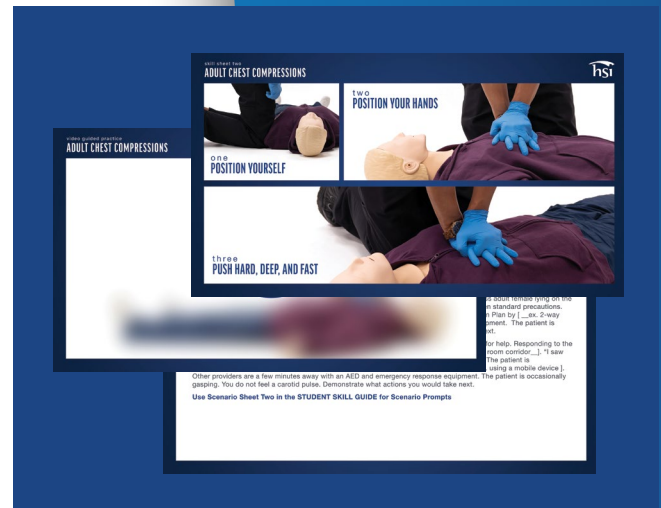 skill sheet two
ADULT CHEST COMPRESSIONS
hsi
one
POSITION YOURSELF
two
POSITION YOUR HANDS
three
PUSH HARD, DEEP, AND FAST
video guided practice
ADULT CHEST COMPRESSIONS
adult female lying on the
standard precautions.
Plan by [ __ex. 2-way
The patient is
for help. Responding to the
room corridor__]. "I saw
The patient is
using a mobile device ].
Other providers are a few minutes away with an AED and emergency response equipment. The patient is occasionally
gasping. You do not feel a carotid pulse. Demonstrate what actions you would take next.
Use Scenario Sheet Two in the STUDENT SKILL GUIDE for Scenario Prompts